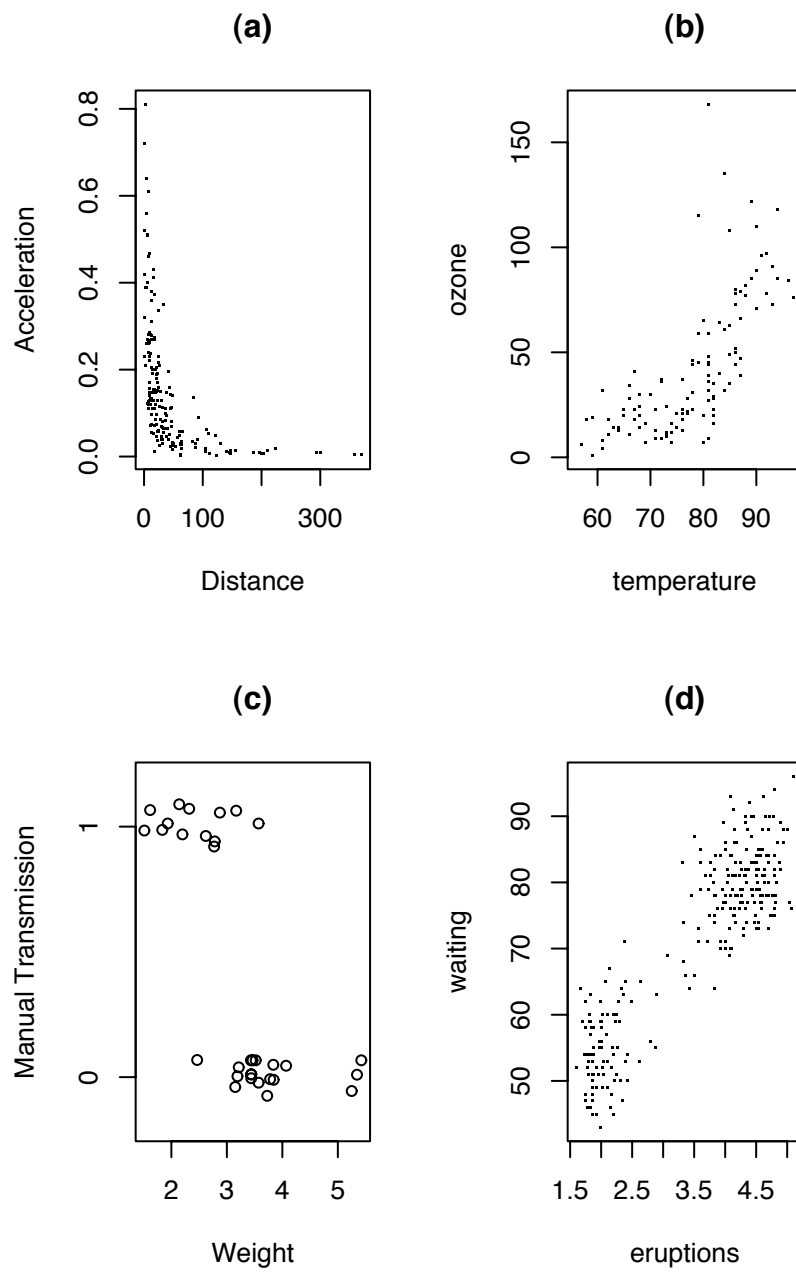 (a)
Acceleration
0.8
0.6
0.4
0.2
0.0
0 100 300
Distance
(b)
ozone
150
100
50
0
60 70 80 90
temperature
(c)
Manual Transmission
1
0
2 3 4 5
Weight
(d)
waiting
90
80
70
60
50
1.5 2.5 3.5 4.5
eruptions